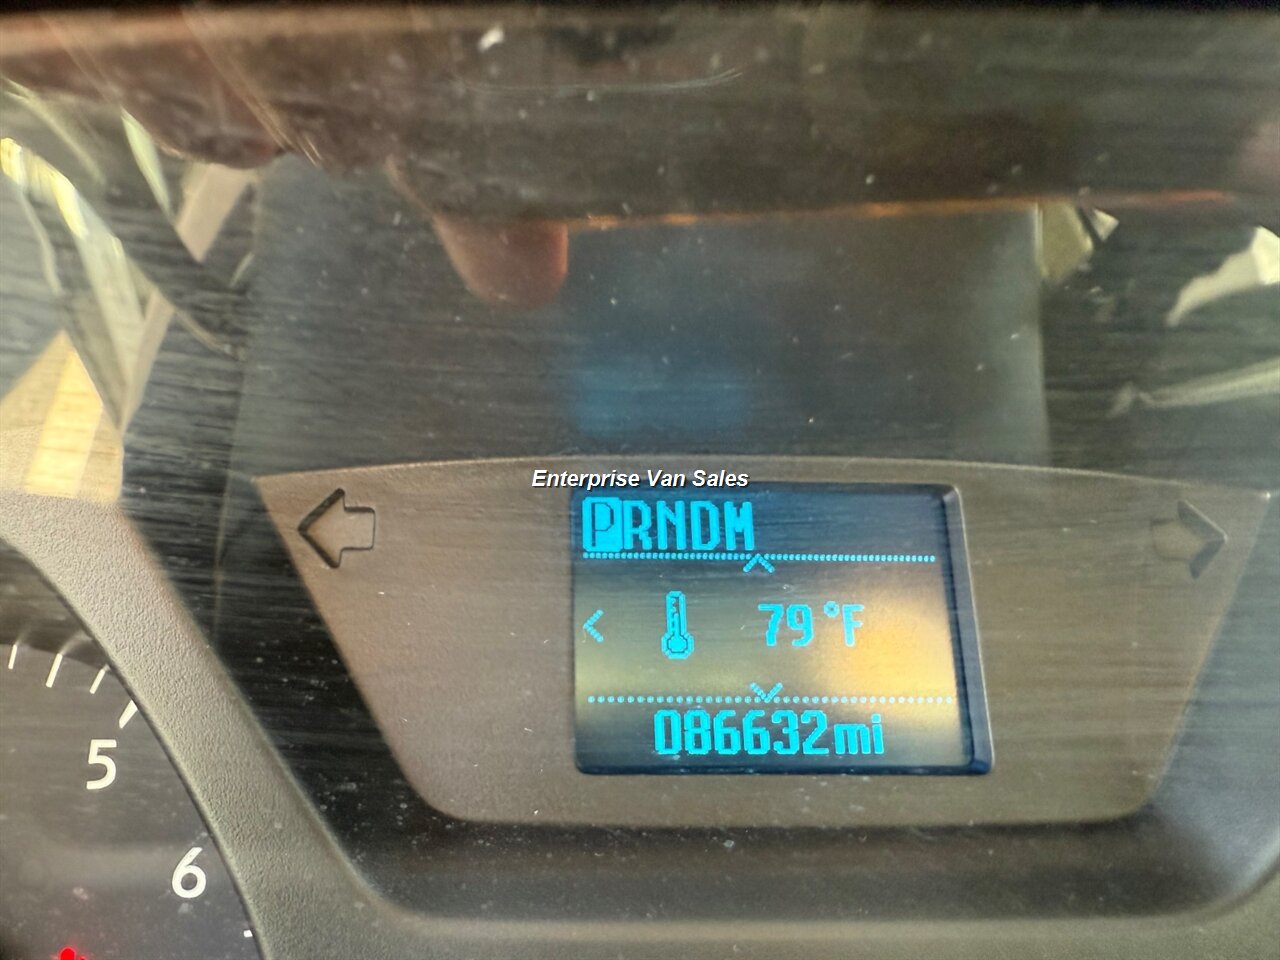 Enterprise Van Sales
PRNDM
79°F
086632mi
5
6